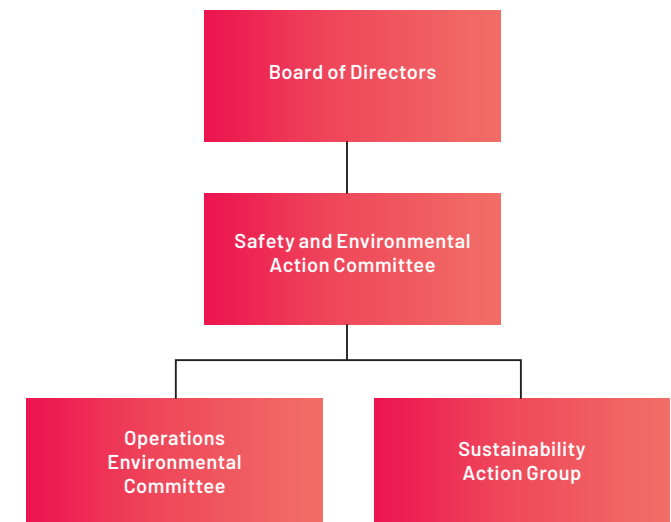 Board of Directors
Safety and Environmental
Action Committee
Operations
Environmental
Committee
Sustainability
Action Group